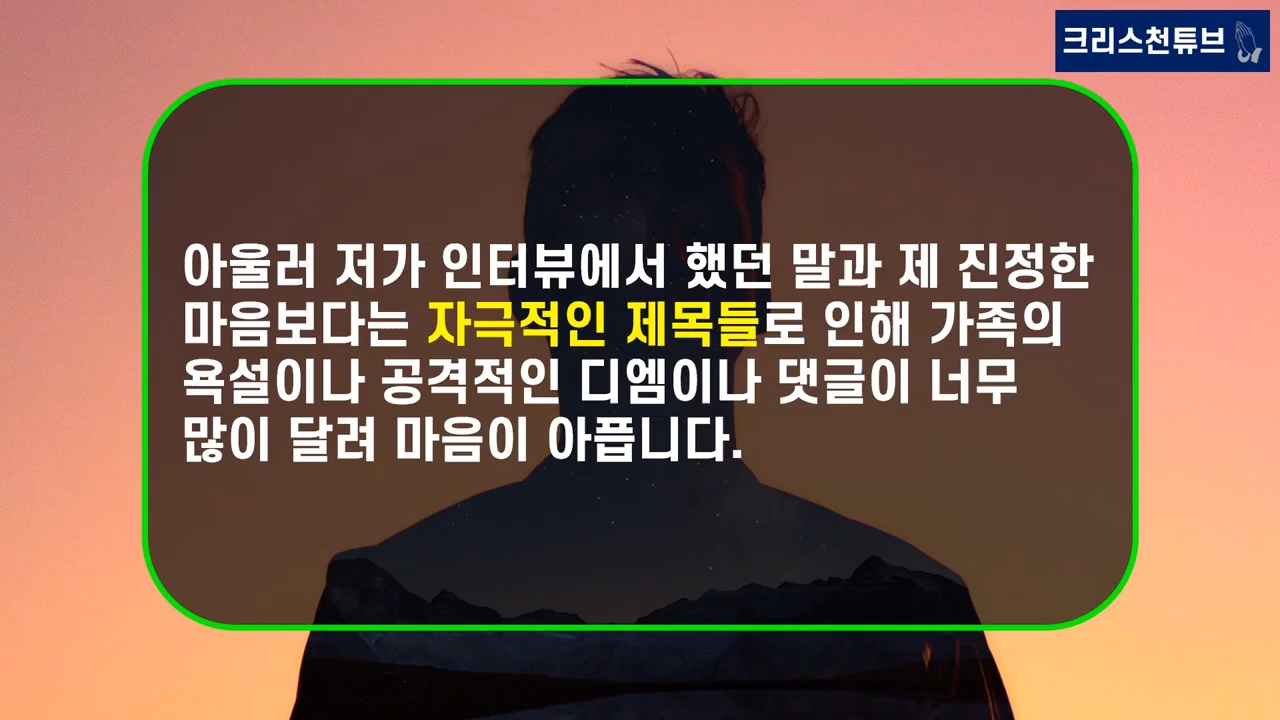 크리스천튜브
아울러 저가 인터뷰에서 했던 말과 제 진정한
마음보다는 자극적인 제목들로 인해 가족의
욕설이나 공격적인 디엠이나 댓글이 너무
많이 달려 마음이 아픕니다.